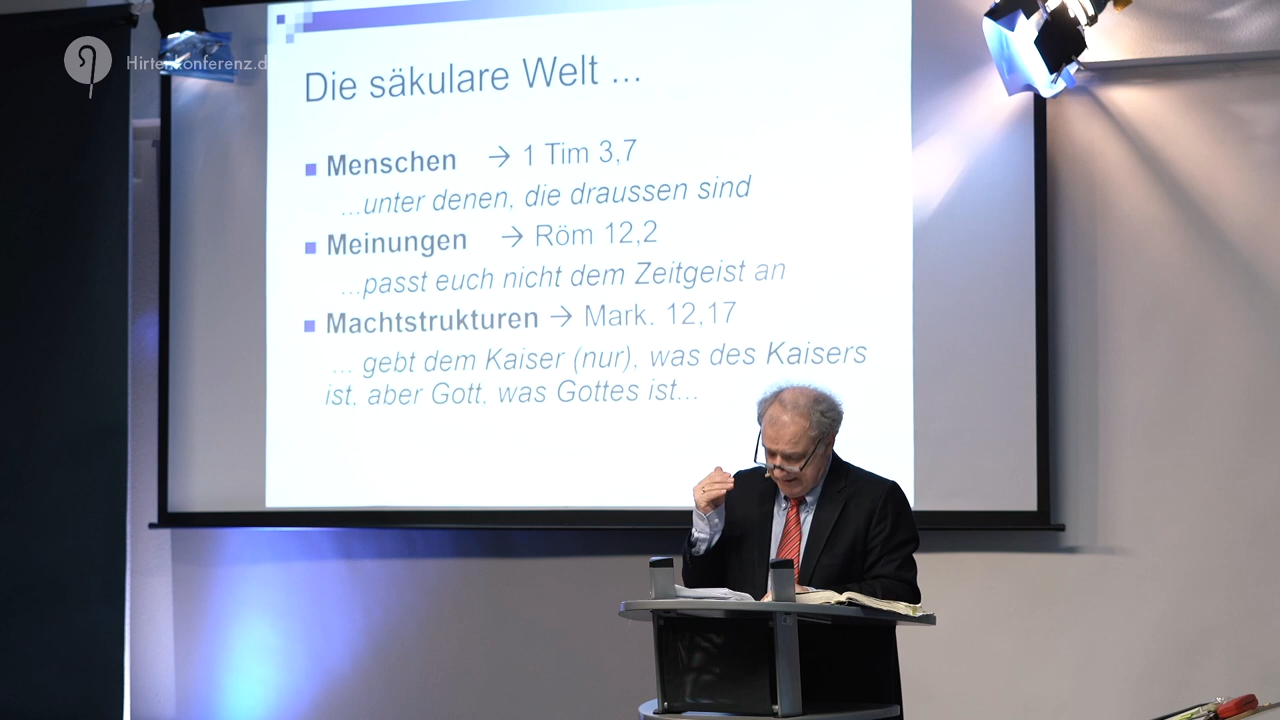 Hirtenkonferenz.d
Die säkulare Welt ...
Menschen → 1 Tim 3,7
...unter denen, die draussen sind
Meinungen → Röm 12,2
...passt euch nicht dem Zeitgeist an
Machtstrukturen → Mark. 12,17
... gebt dem Kaiser (nur), was des Kaisers
ist, aber Gott, was Gottes ist...